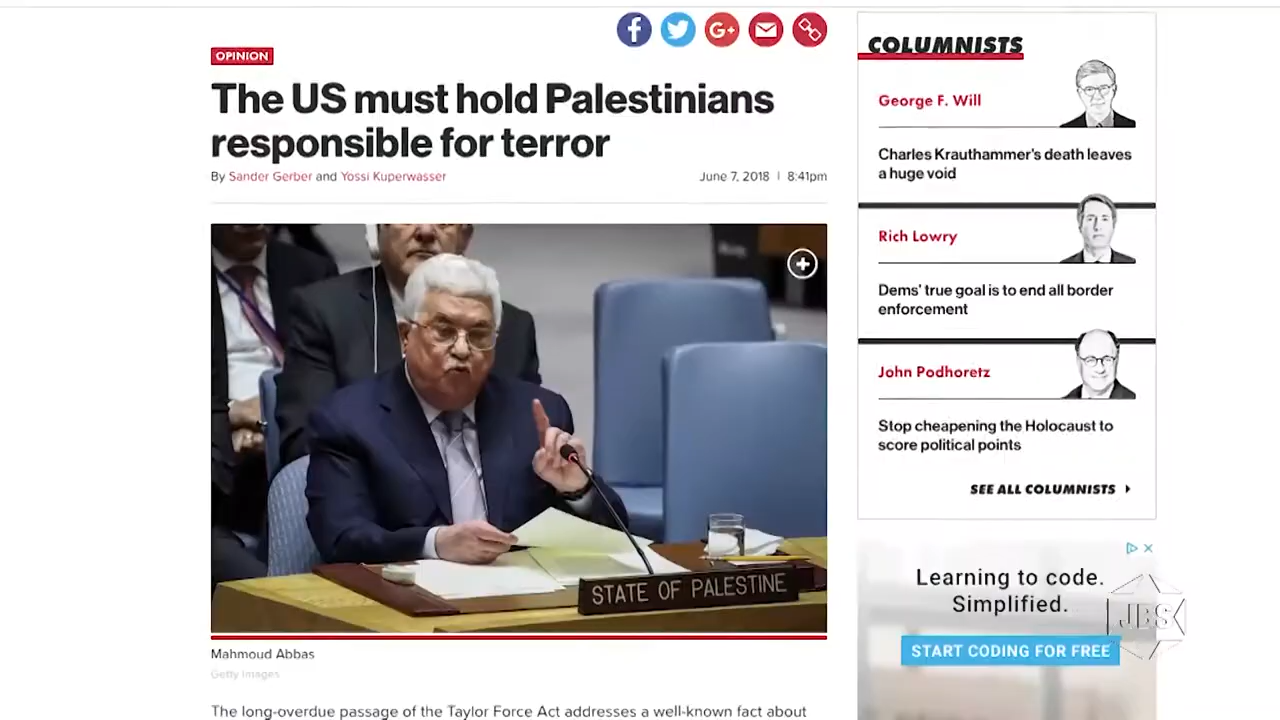 OPINION
The US must hold Palestinians
responsible for terror
By Sander Gerber and Yossi Kuperwasser
June 7, 2018 | 8:41pm
STATE OF PALESTINE
Mahmoud Abbas
Getty Images
The long-overdue passage of the Taylor Force Act addresses a well-known fact about
COLUMNISTS
George F. Will
Charles Krauthammer's death leaves
a huge void
Rich Lowry
Dems' true goal is to end all border
enforcement
John Podhoretz
Stop cheapening the Holocaust to
score political points
SEE ALL COLUMNISTS
Learning to code.
Simplified.
START CODING FOR FREE
JBS